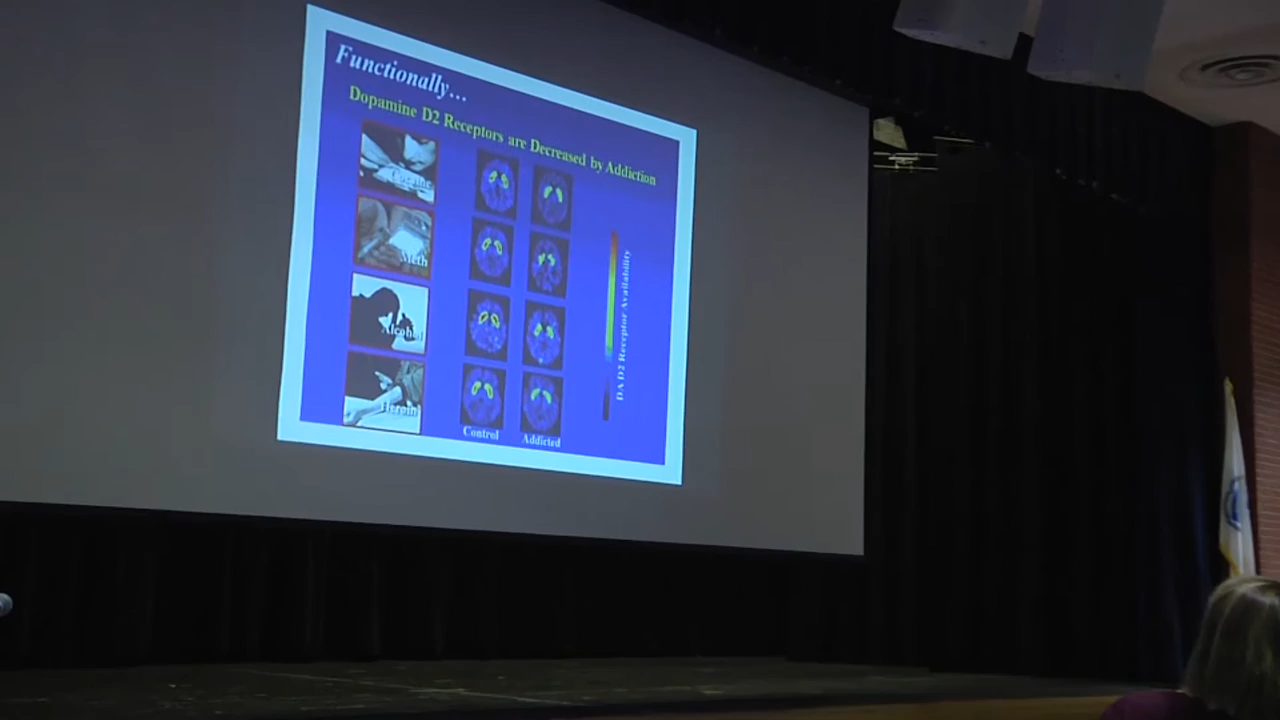 Functionally...
Dopamine D2 Receptors are Decreased by Addiction
Cocaine
Meth
Alcohol
Heroin
Control
Addicted
DA D2 Receptor Availability